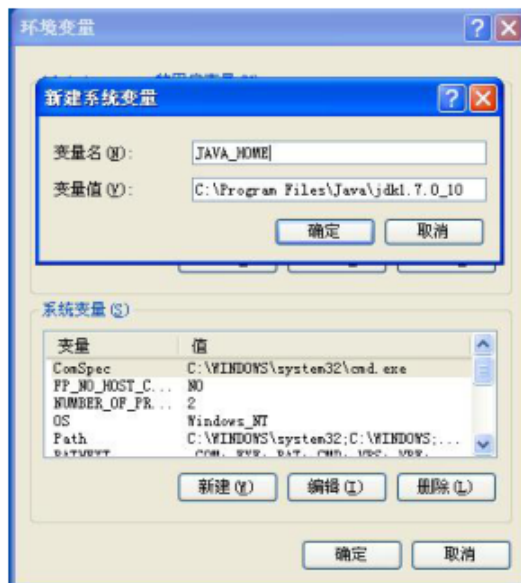 环境变量
新建系统变量
变量名(N):
JAVA_HOME
变量值(V):
C:\Program Files\Java\jdk1.7.0_10
确定
取消
系统变量(S)
变量 值
ComSpec C:\WINDOWS\system32\cmd.exe
FP_NO_HOST_C... NO
NUMBER_OF_PR... 2
OS Windows_NT
Path C:\WINDOWS\system32;C:\WINDOWS;...
新建(W) 编辑(I) 删除(L)
确定 取消